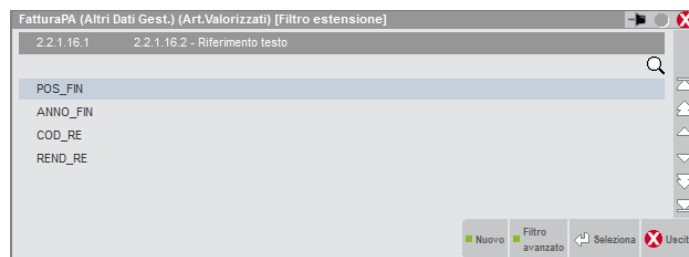 FatturaPA (Altri Dati Gest.) (Art.Valorizzati) [Filtro estensione]
2.2.1.16.1 2.2.1.16.2 - Riferimento testo
POS_FIN
ANNO_FIN
COD_RE
REND_RE
Nuovo Filtro avanzato Seleziona Uscit